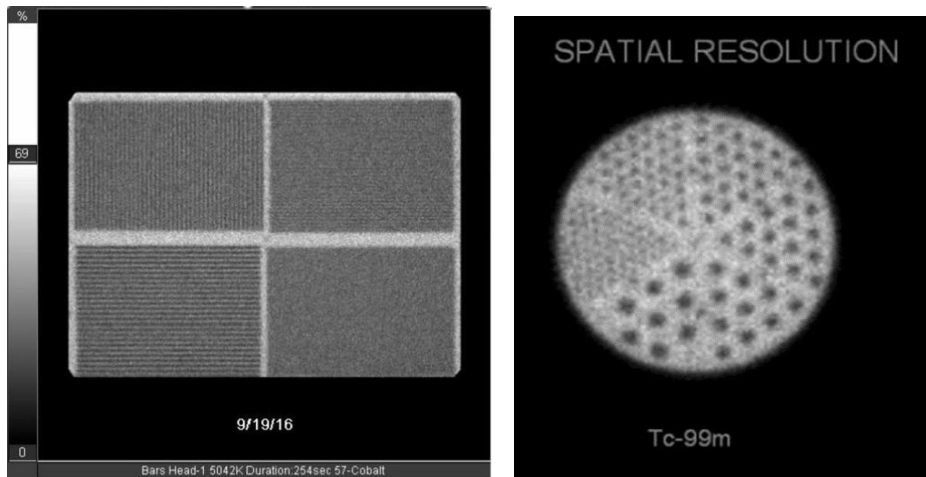 %
69
0
9/19/16
Bars Head-1 5042K Duration:254sec 57-Cobalt
SPATIAL RESOLUTION
Tc-99m